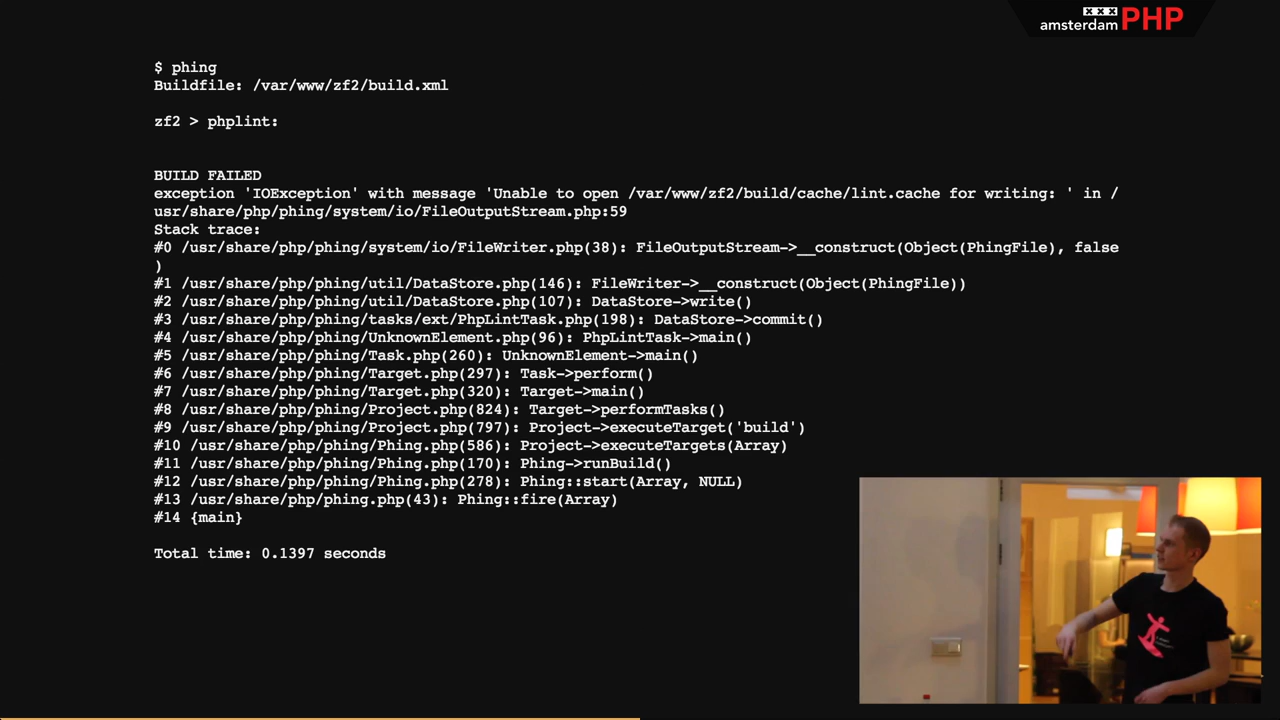 xxx
amsterdam PHP
$ phing
Buildfile: /var/www/zf2/build.xml
zf2 > phplint:
BUILD FAILED
exception 'IOException' with message 'Unable to open /var/www/zf2/build/cache/lint.cache for writing: ' in /
usr/share/php/phing/system/io/FileOutputStream.php:59
Stack trace:
#0 /usr/share/php/phing/system/io/FileWriter.php(38): FileOutputStream->__construct(Object(PhingFile), false
)
#1 /usr/share/php/phing/util/DataStore.php(146): FileWriter->__construct(Object(PhingFile))
#2 /usr/share/php/phing/util/DataStore.php(107): DataStore->write()
#3 /usr/share/php/phing/tasks/ext/PhpLintTask.php(198): DataStore->commit()
#4 /usr/share/php/phing/UnknownElement.php(96): PhpLintTask->main()
#5 /usr/share/php/phing/Task.php(260): UnknownElement->main()
#6 /usr/share/php/phing/Target.php(297): Task->perform()
#7 /usr/share/php/phing/Target.php(320): Target->main()
#8 /usr/share/php/phing/Project.php(824): Target->performTasks()
#9 /usr/share/php/phing/Project.php(797): Project->executeTarget('build')
#10 /usr/share/php/phing/Phing.php(586): Project->executeTargets(Array)
#11 /usr/share/php/phing/Phing.php(170): Phing->runBuild()
#12 /usr/share/php/phing/Phing.php(278): Phing::start(Array, NULL)
#13 /usr/share/php/phing.php(43): Phing::fire(Array)
#14 {main}
Total time: 0.1397 seconds